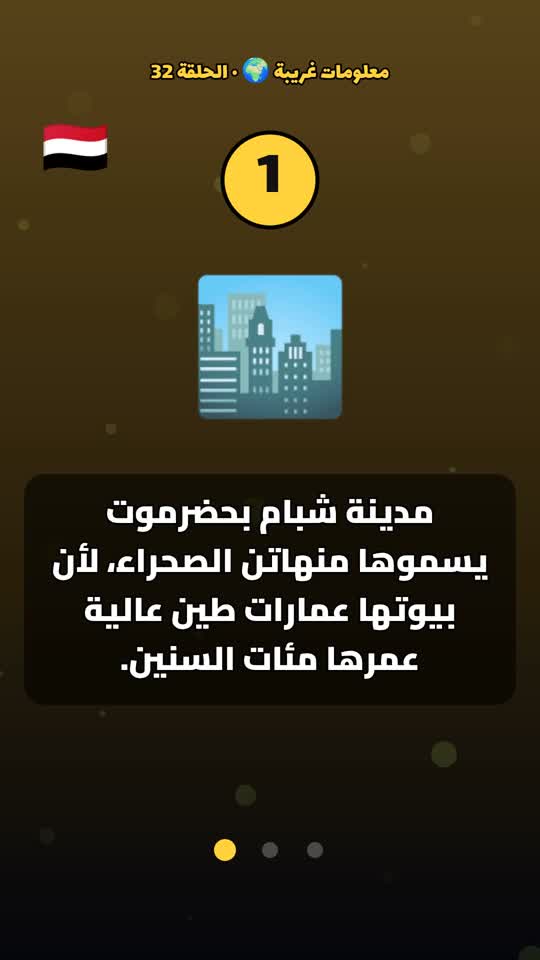 معلومات غريبة 🌍 • الحلقة 32
1
مدينة شبام بحضرموت
يسموها منهاتن الصحراء، لأن
بيوتها عمارات طين عالية
عمرها مئات السنين.